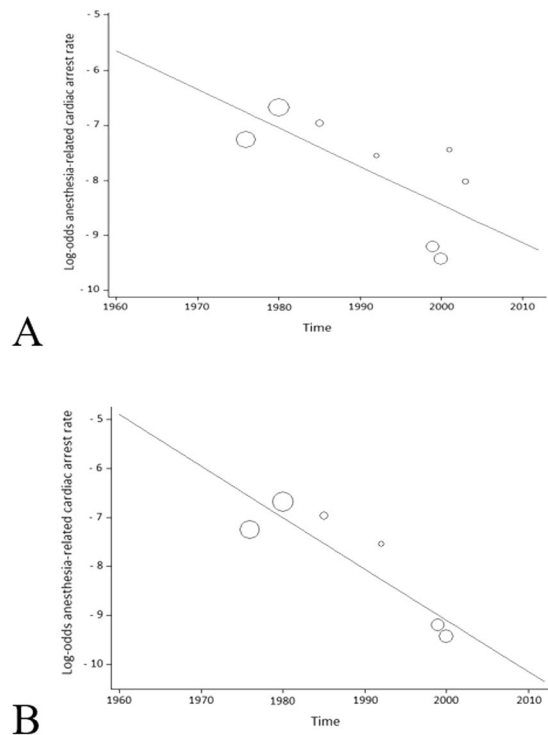 Log-odds anesthesia-related cardiac arrest rate
- 5
- 6
- 7
- 8
- 9
- 10
1960 1970 1980 1990 2000 2010
Time
A
Log-odds anesthesia-related cardiac arrest rate
- 5
- 6
- 7
- 8
- 9
- 10
1960 1970 1980 1990 2000 2010
Time
B